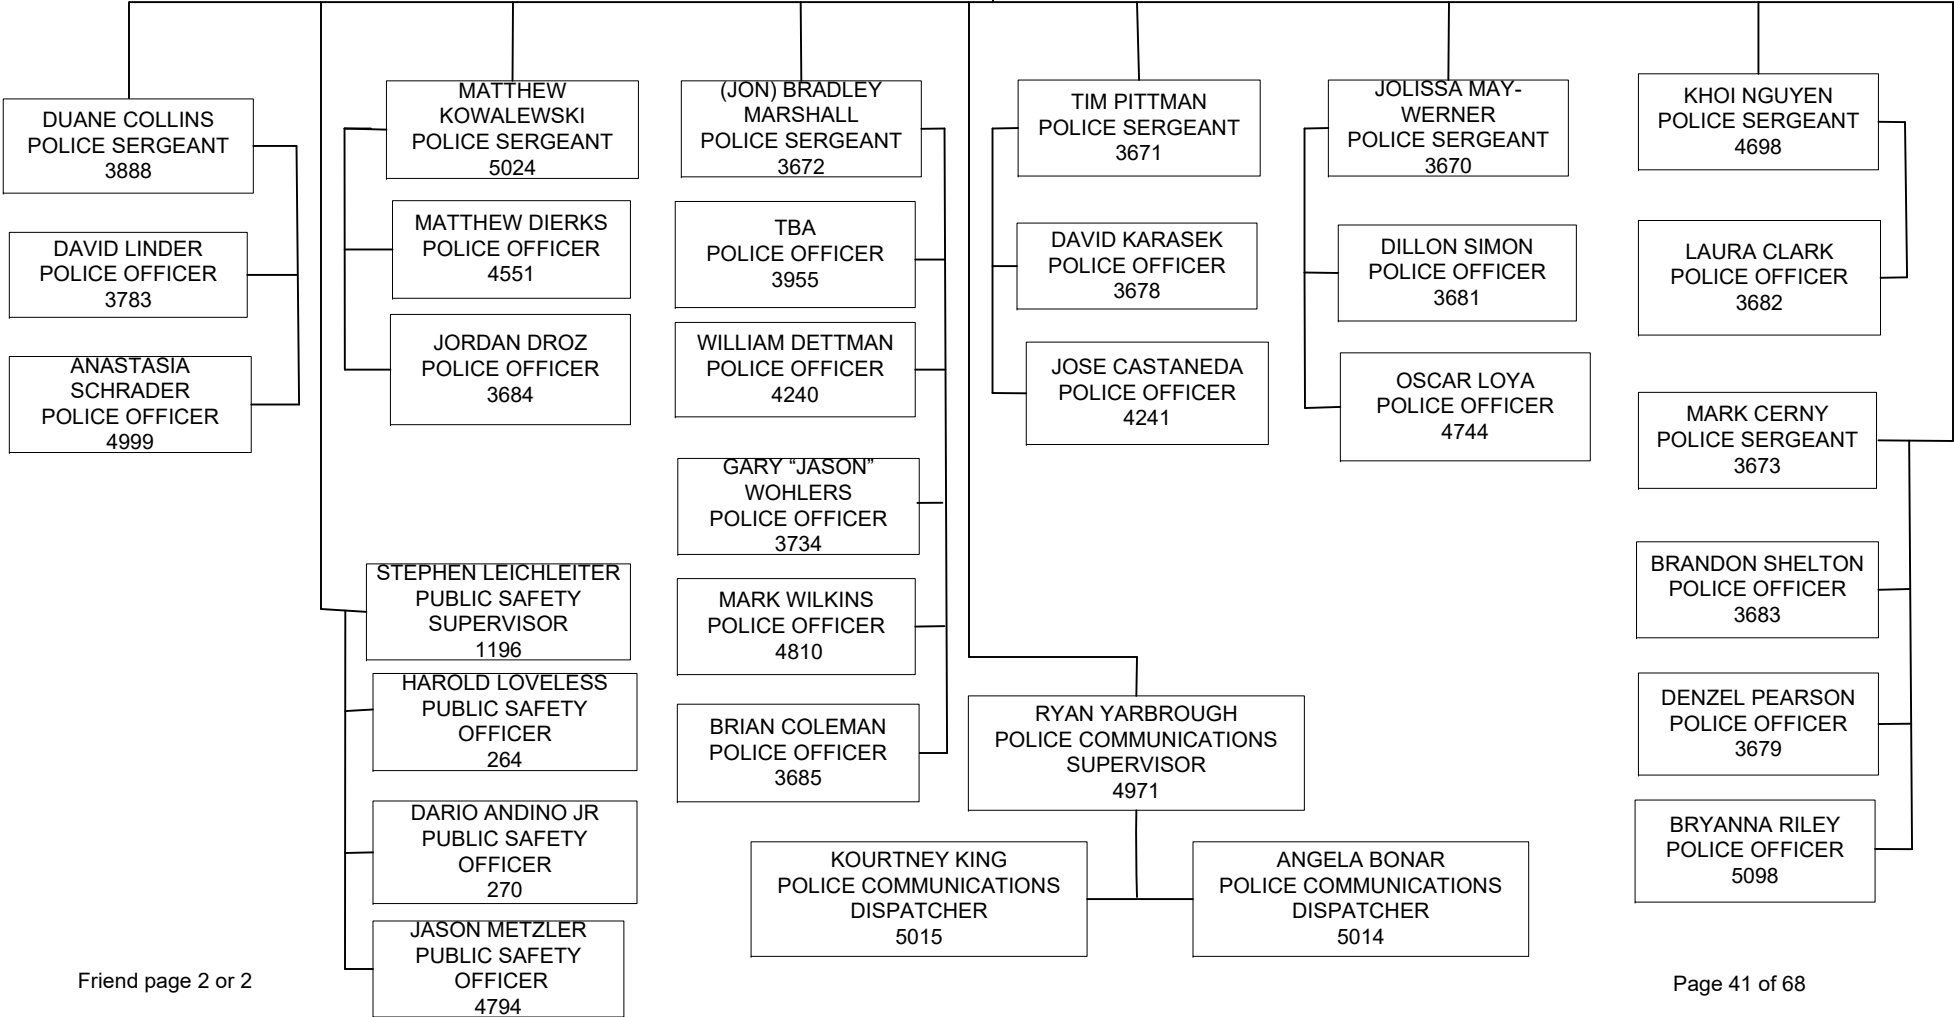 DUANE COLLINS
POLICE SERGEANT
3888
DAVID LINDER
POLICE OFFICER
3783
ANASTASIA
SCHRADER
POLICE OFFICER
4999
MATTHEW
KOWALEWSKI
POLICE SERGEANT
5024
MATTHEW DIERKS
POLICE OFFICER
4551
JORDAN DROZ
POLICE OFFICER
3684
STEPHEN LEICHLEITER
PUBLIC SAFETY
SUPERVISOR
1196
HAROLD LOVELESS
PUBLIC SAFETY
OFFICER
264
DARIO ANDINO JR
PUBLIC SAFETY
OFFICER
270
JASON METZLER
PUBLIC SAFETY
OFFICER
4794
(JON) BRADLEY
MARSHALL
POLICE SERGEANT
3672
TBA
POLICE OFFICER
3955
WILLIAM DETTMAN
POLICE OFFICER
4240
GARY “JASON”
WOHLERS
POLICE OFFICER
3734
MARK WILKINS
POLICE OFFICER
4810
BRIAN COLEMAN
POLICE OFFICER
3685
TIM PITTMAN
POLICE SERGEANT
3671
DAVID KARASEK
POLICE OFFICER
3678
JOSE CASTANEDA
POLICE OFFICER
4241
RYAN YARBROUGH
POLICE COMMUNICATIONS
SUPERVISOR
4971
KOURTNEY KING
POLICE COMMUNICATIONS
DISPATCHER
5015
ANGELA BONAR
POLICE COMMUNICATIONS
DISPATCHER
5014
JOLISSA MAY-
WERNER
POLICE SERGEANT
3670
DILLON SIMON
POLICE OFFICER
3681
OSCAR LOYA
POLICE OFFICER
4744
KHOI NGUYEN
POLICE SERGEANT
4698
LAURA CLARK
POLICE OFFICER
3682
MARK CERNY
POLICE SERGEANT
3673
BRANDON SHELTON
POLICE OFFICER
3683
DENZEL PEARSON
POLICE OFFICER
3679
BRYANNA RILEY
POLICE OFFICER
5098
Friend page 2 or 2
Page 41 of 68